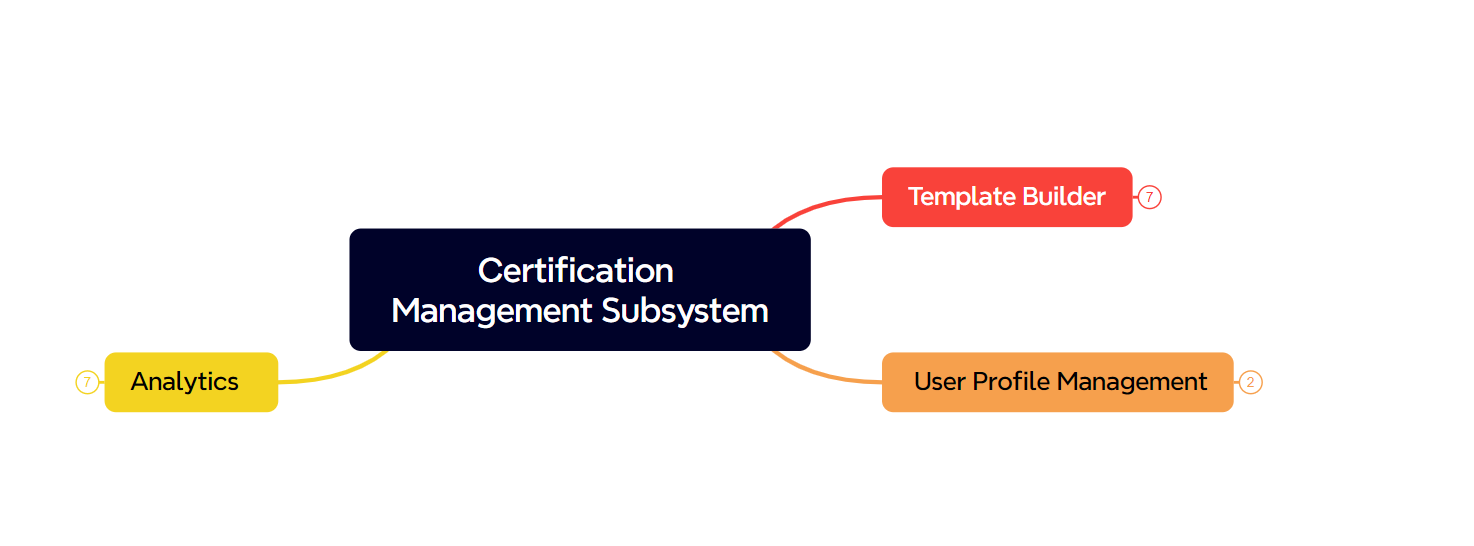 Template Builder
7
Certification
Management Subsystem
7
Analytics
User Profile Management
2